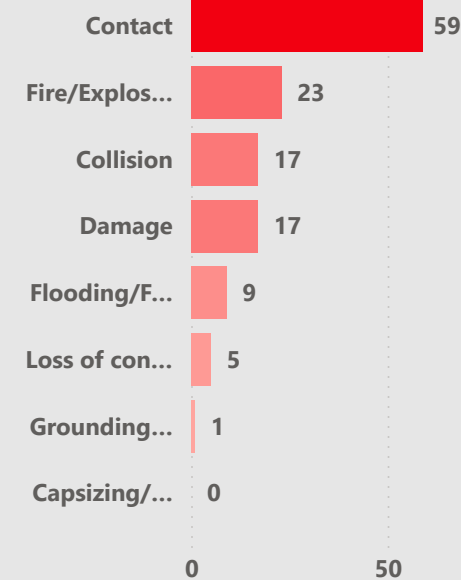 Contact 59
Fire/Explos... 23
Collision 17
Damage 17
Flooding/F... 9
Loss of con... 5
Grounding... 1
Capsizing/... 0
0 50